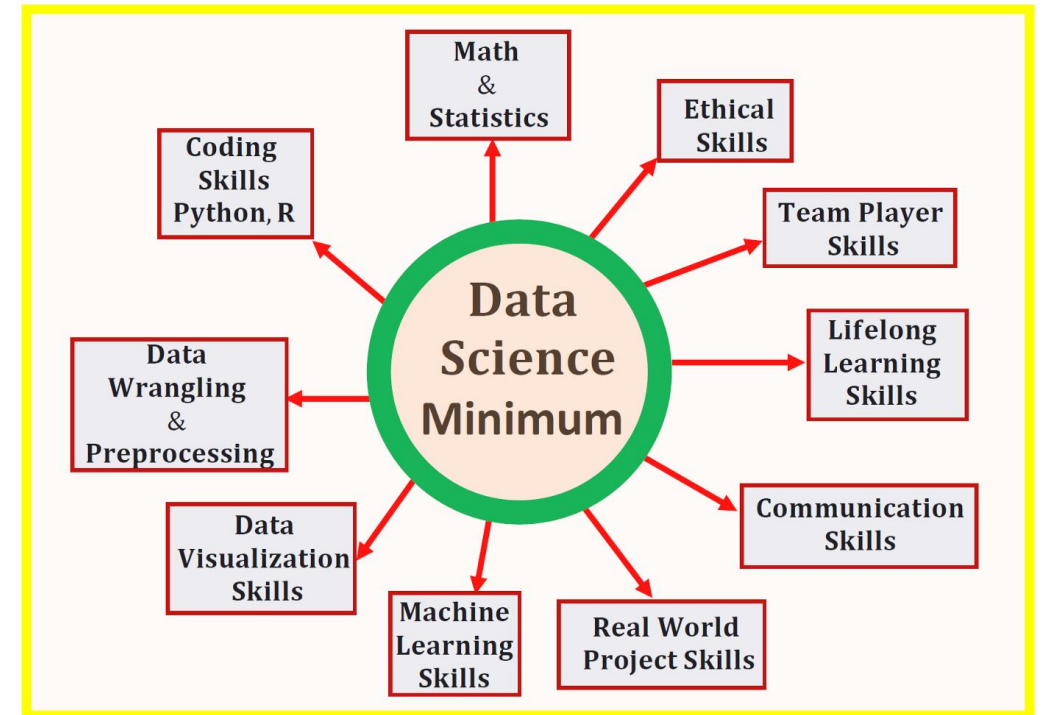 Math
&
Statistics
Ethical
Skills
Coding
Skills
Python, R
Team Player
Skills
Data
Science
Minimum
Lifelong
Learning
Skills
Data
Wrangling
&
Preprocessing
Communication
Skills
Data
Visualization
Skills
Machine
Learning
Skills
Real World
Project Skills